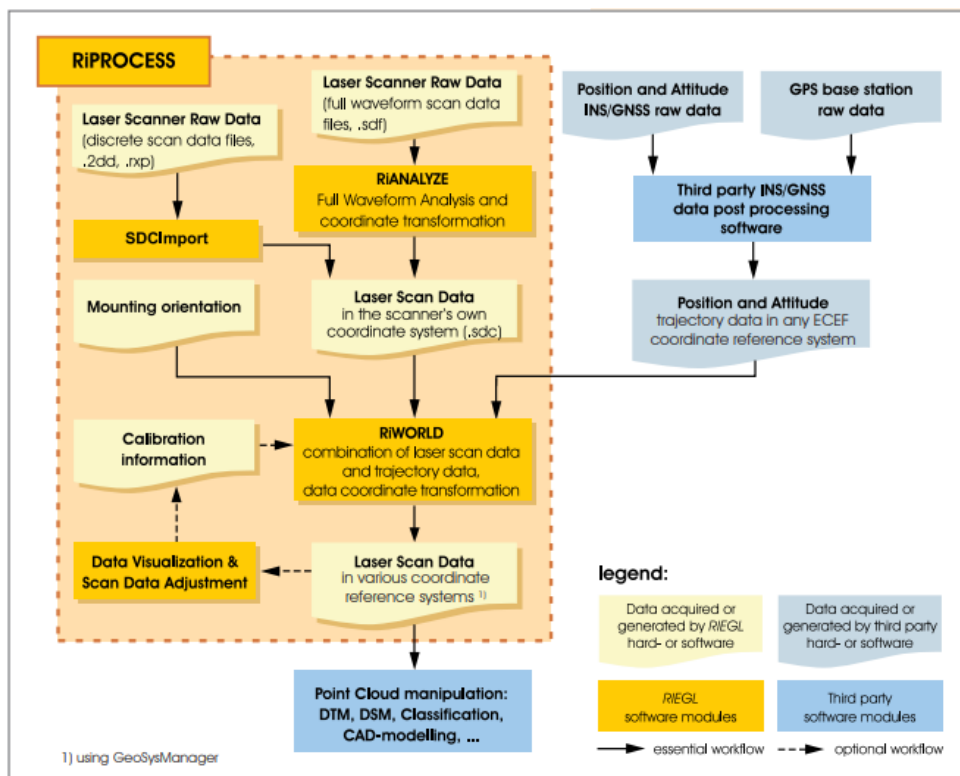 RiPROCESS
Laser Scanner Raw Data
(discrete scan data files,
.2dd, .rxp)
Laser Scanner Raw Data
(full waveform scan data
files, .sdf)
Position and Attitude
INS/GNSS raw data
GPS base station
raw data
RiANALYZE
Full Waveform Analysis and
coordinate transformation
Third party INS/GNSS
data post processing
software
SDCImport
Mounting orientation
Laser Scan Data
in the scanner's own
coordinate system (.sdc)
Position and Attitude
trajectory data in any ECEF
coordinate reference system
Calibration
information
RiWORLD
combination of laser scan data
and trajectory data,
data coordinate transformation
Data Visualization &
Scan Data Adjustment
Laser Scan Data
in various coordinate
reference systems 1)
Point Cloud manipulation:
DTM, DSM, Classification,
CAD-modelling, ...
1) using GeoSysManager
legend:
Data acquired or
generated by RIEGL
hard- or software
Data acquired or
generated by third party
hard- or software
RIEGL
software modules
Third party
software modules
essential workflow
optional workflow